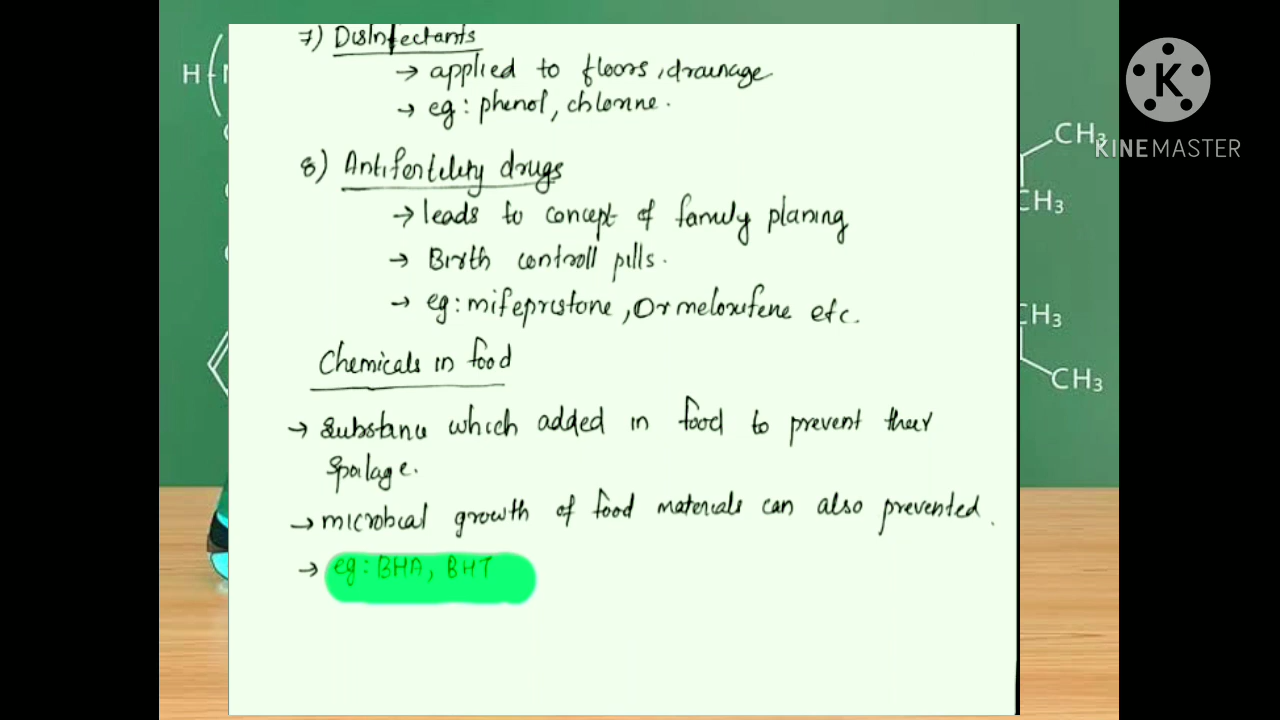 7) Disinfectants
→ applied to floors, drainage
→ eg: phenol, chlorine.
8) Antifertility drugs
→ leads to concept of family planing
→ Birth controll pills.
→ eg: mifepristone, Ormeloxifene etc.
Chemicals in food
→ Substance which added in food to prevent their
spoilage.
→ microbial growth of food materials can also prevented.
→ eg: BHA, BHT
K
KINEMASTER
H
CH3
CH3
CH3
CH3